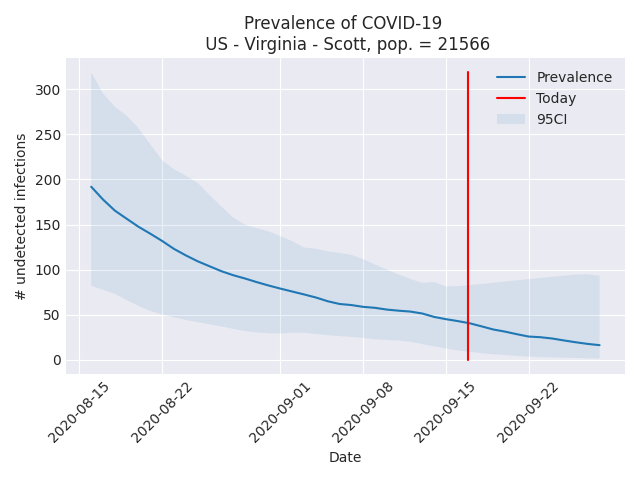 Prevalence of COVID-19
US - Virginia - Scott, pop. = 21566
Prevalence
Today
95CI
# undetected infections
300
250
200
150
100
50
0
2020-08-15
2020-08-22
2020-09-01
2020-09-08
2020-09-15
2020-09-22
Date